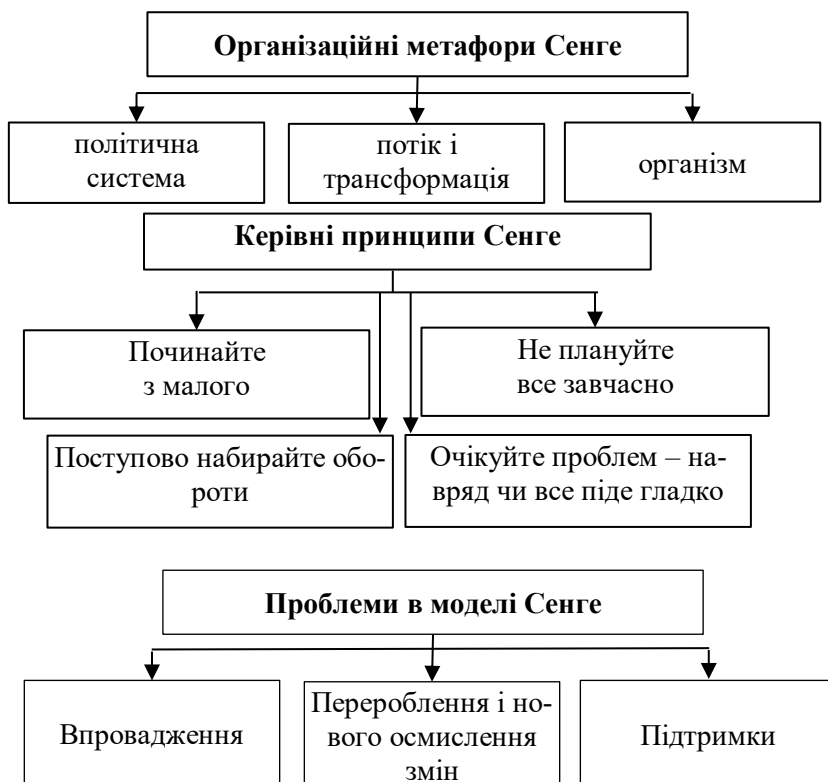 Організаційні метафори Сенге
політична
система
потік і
трансформація
організм
Керівні принципи Сенге
Починайте
з малого
Не плануйте
все завчасно
Поступово набирайте обо-
роти
Очікуйте проблем – на-
вряд чи все піде гладко
Проблеми в моделі Сенге
Впровадження
Перероблення і но-
вого осмислення
змін
Підтримки